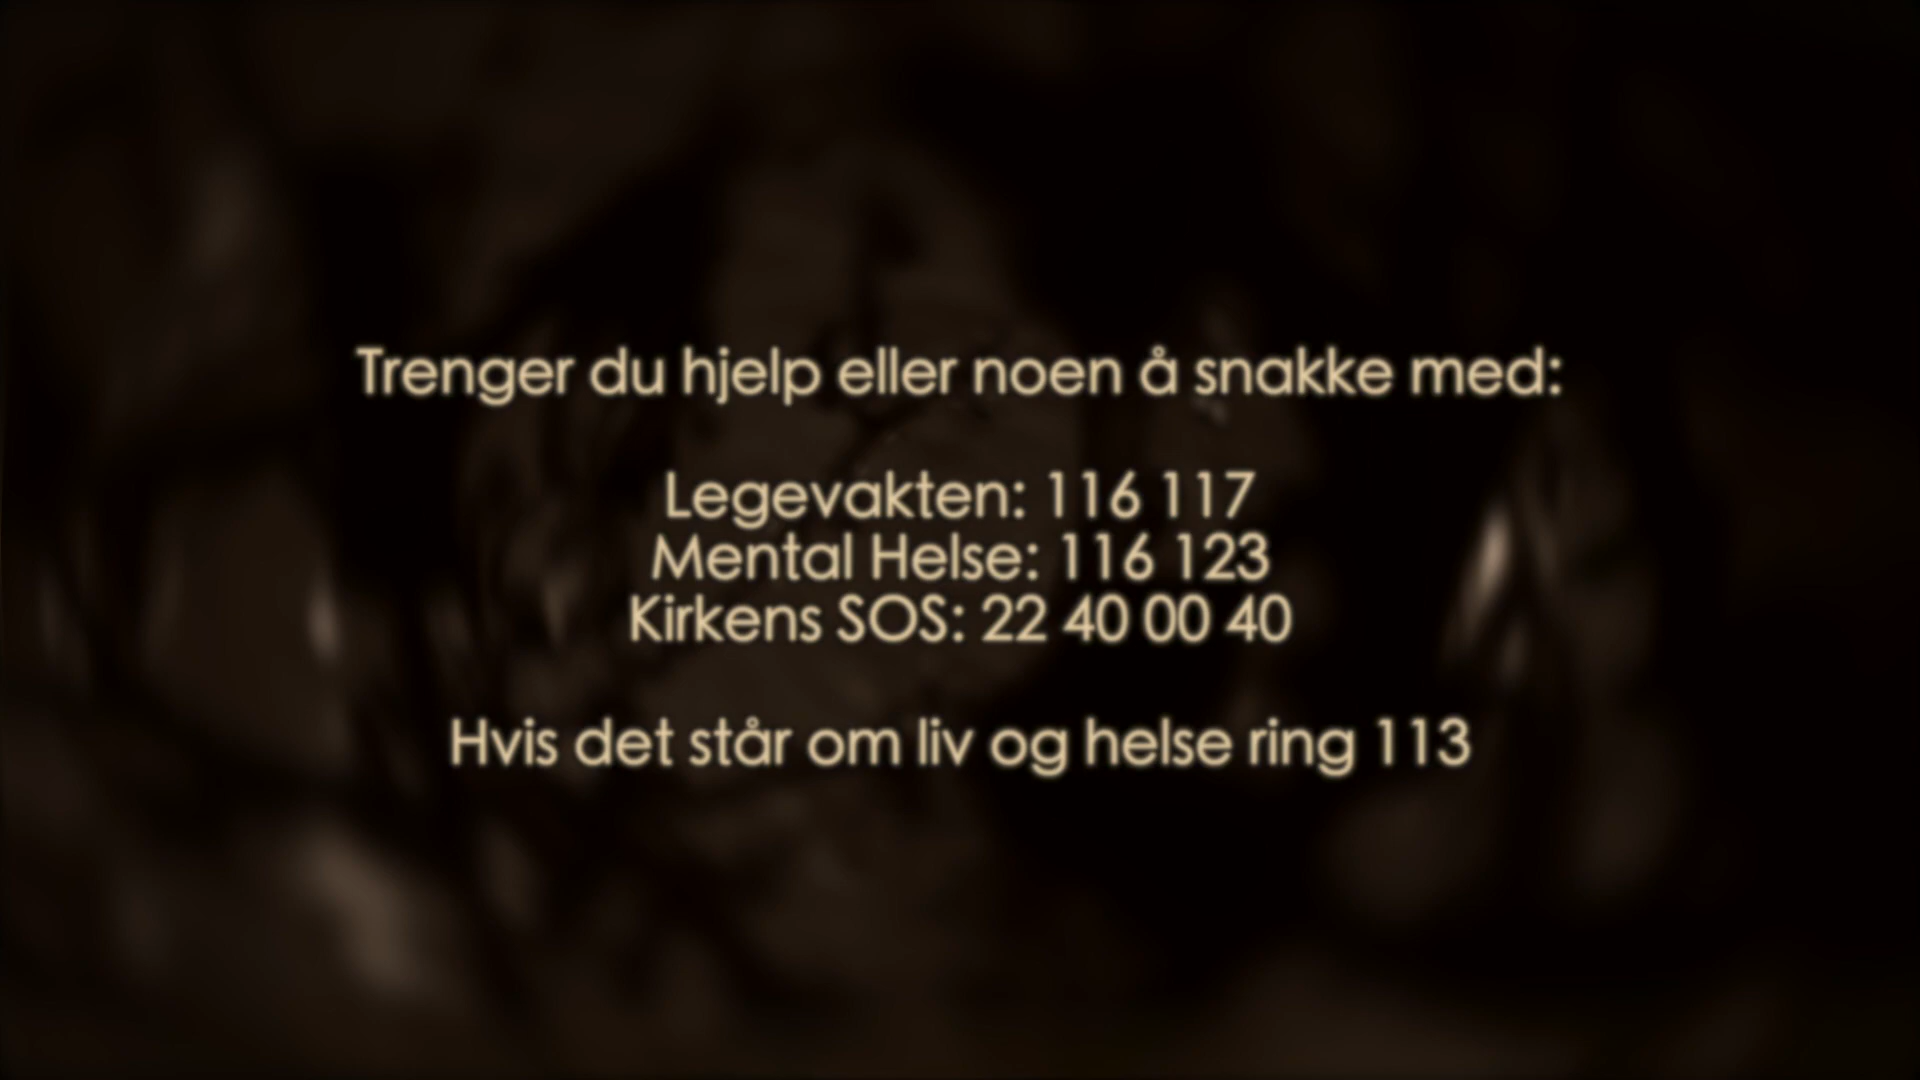 Trenger du hjelp eller noen å snakke med:
Legevakten: 116 117
Mental Helse: 116 123
Kirkens SOS: 22 40 00 40
Hvis det står om liv og helse ring 113